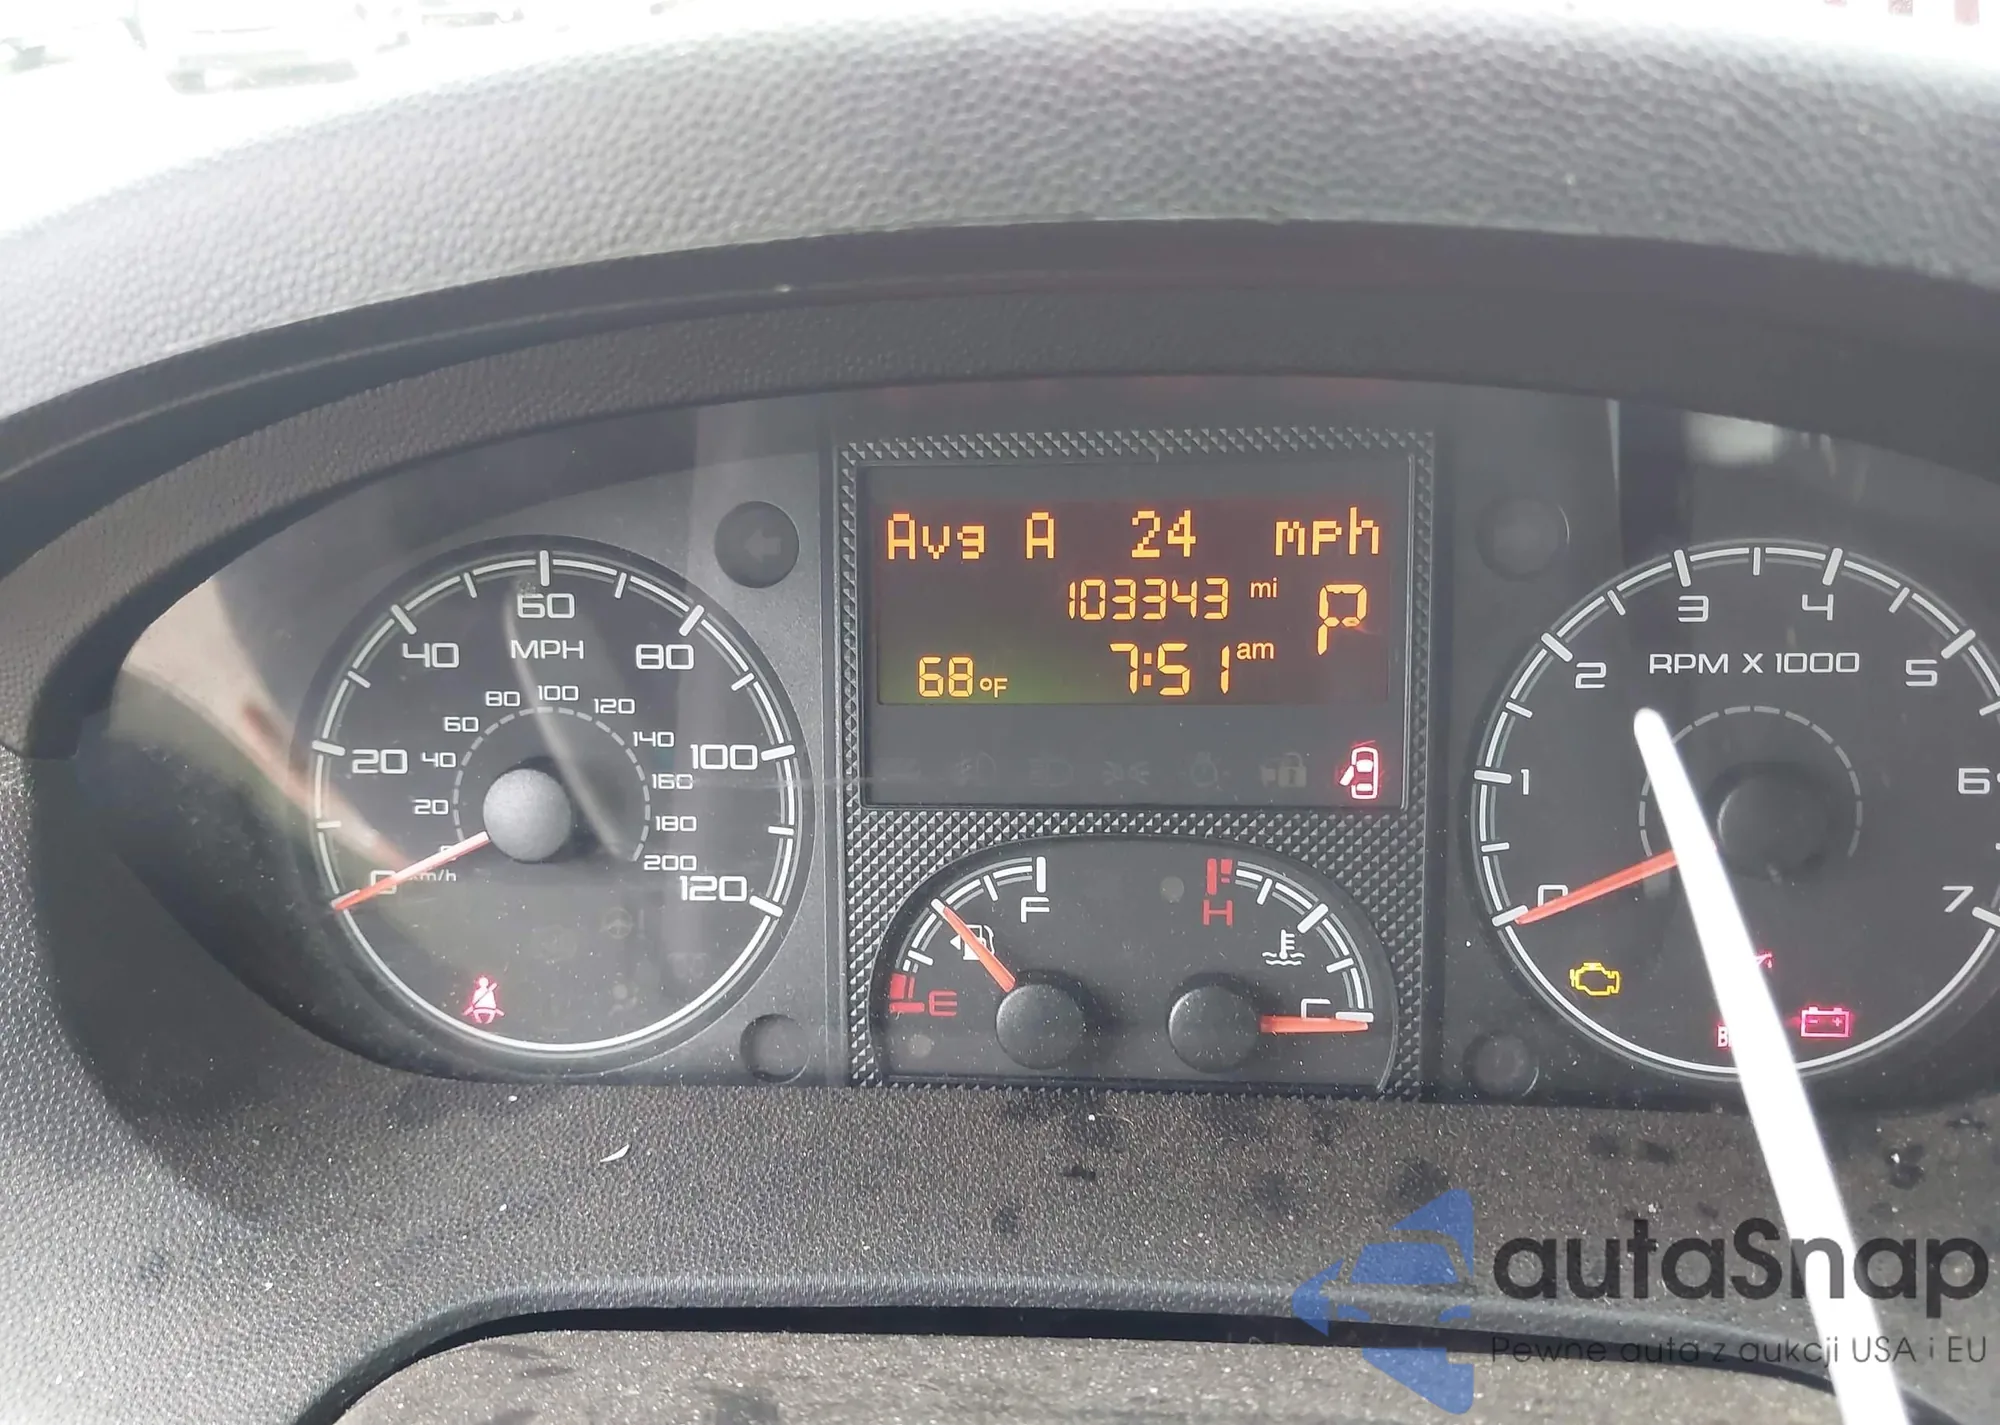 Avg A 24 mph
103343 mi
P
68°F 7:51 am
60
40 MPH 80
80 100 120
60 140
20 40 100
160
20 180
0 km/h 200 120
F
E
H
C
3 4
2 RPM X 1000 5
1 6
0 7
autaSnap
Pewne auta z aukcji USA i EU